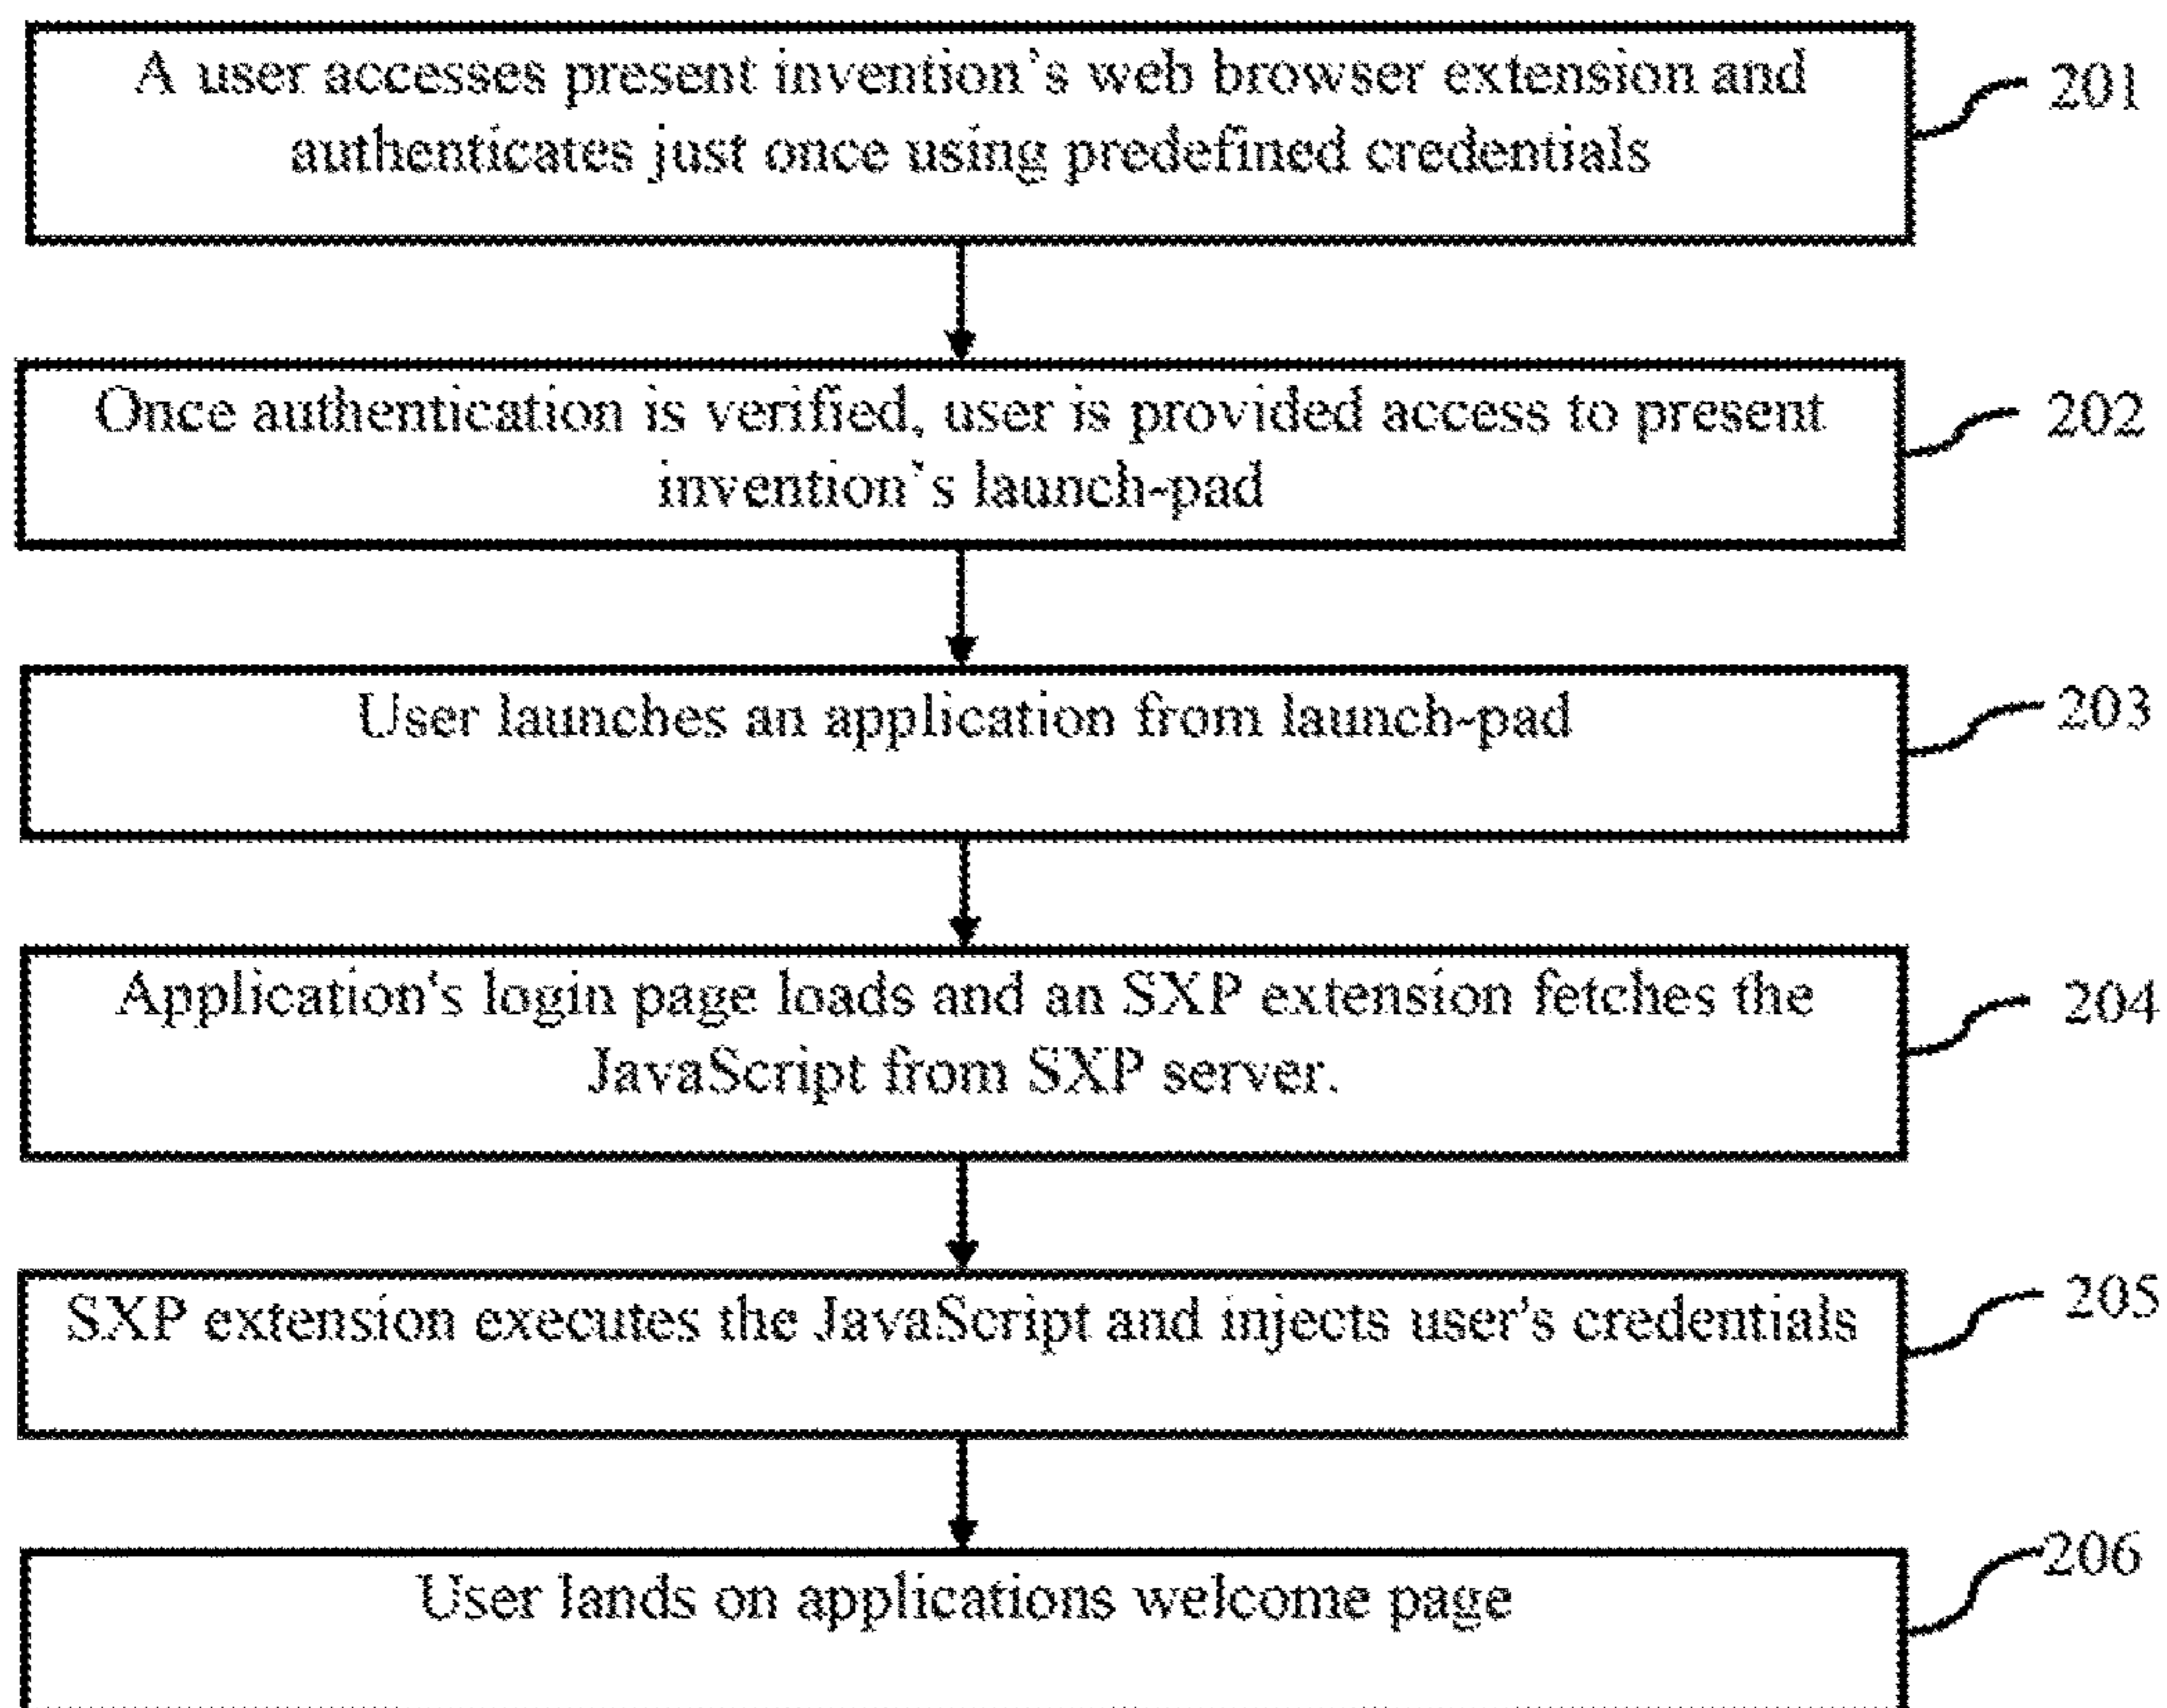 A user accesses present invention`s web browser extension and
authenticates just once using predefined credentials
201
Once authentication is verified, user is provided access to present
invention`s launch-pad
202
User launches an application from launch-pad
203
Application's login page loads and an SXP extension fetches the
JavaScript from SXP server.
204
SXP extension executes the JavaScript and injects user's credentials
205
User lands on applications welcome page
206